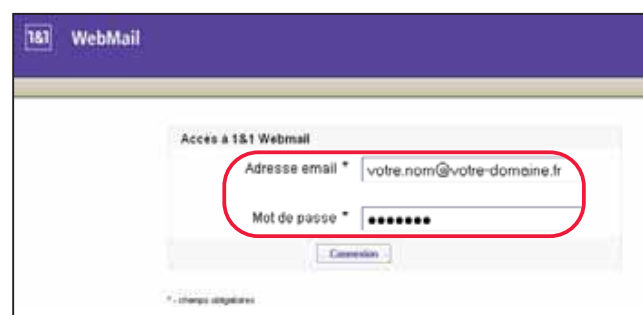 1&1 WebMail
Accès à 1&1 Webmail
Adresse email * votre.nom@votre-domaine.fr
Mot de passe * •••••••
Connexion
* - champs obligatoires